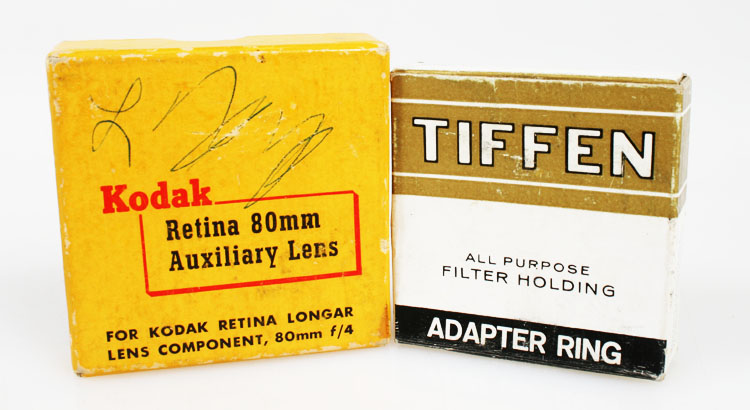 Kodak
Retina 80mm
Auxiliary Lens
FOR KODAK RETINA LONGAR
LENS COMPONENT, 80mm f/4
TIFFEN
ALL PURPOSE
FILTER HOLDING
ADAPTER RING